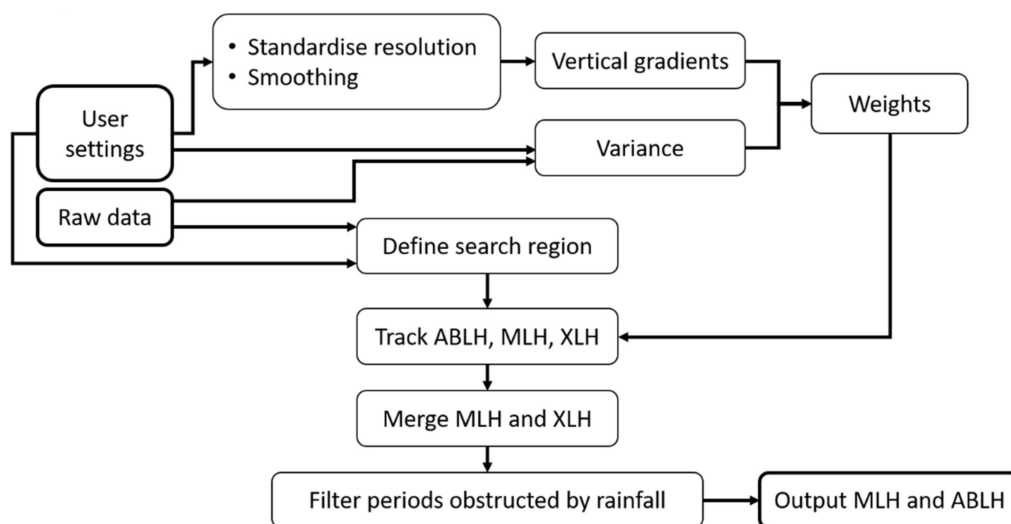 • Standardise resolution
• Smoothing
Vertical gradients
Weights
User
settings
Variance
Raw data
Define search region
Track ABLH, MLH, XLH
Merge MLH and XLH
Filter periods obstructed by rainfall
Output MLH and ABLH